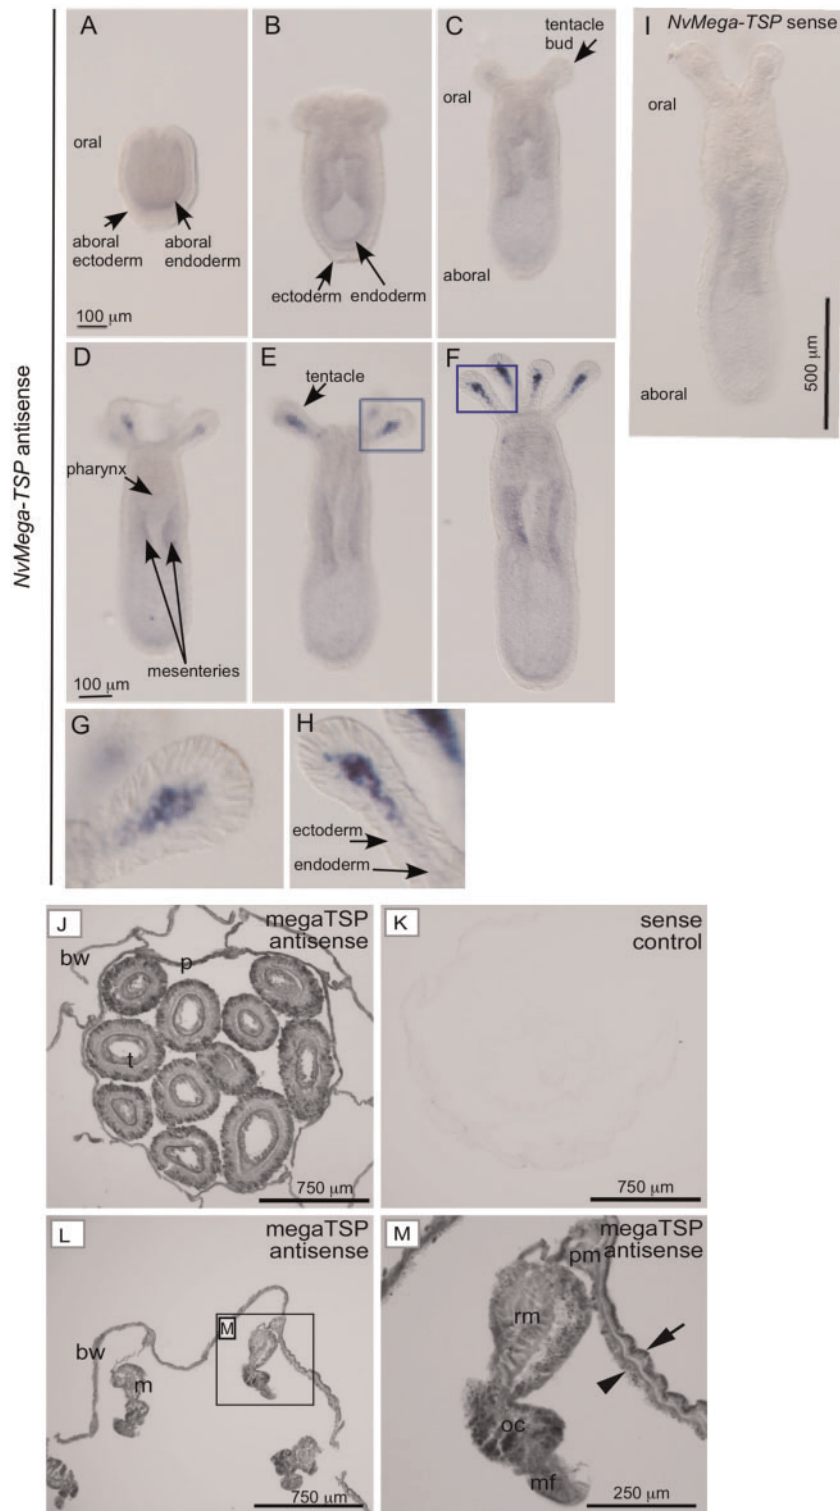 NvMega-TSP antisense
A
oral
aboral
ectoderm
aboral
endoderm
100 μm
B
ectoderm
endoderm
C
tentacle
bud
oral
aboral
I
NvMega-TSP sense
oral
aboral
500 μm
D
pharynx
mesenteries
100 μm
E
tentacle
F
G
H
ectoderm
endoderm
J
megaTSP
antisense
bw
p
t
750 μm
K
sense
control
750 μm
L
megaTSP
antisense
M
bw
m
750 μm
M
megaTSP
antisense
pm
rm
oc
mf
250 μm